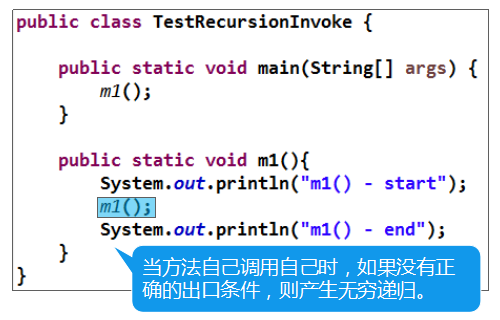 public class TestRecursionInvoke {
public static void main(String[] args) {
m1();
}
public static void m1(){
System.out.println("m1() - start");
m1();
System.out.println("m1() - end");
}
}
当方法自己调用自己时，如果没有正
确的出口条件，则产生无穷递归。